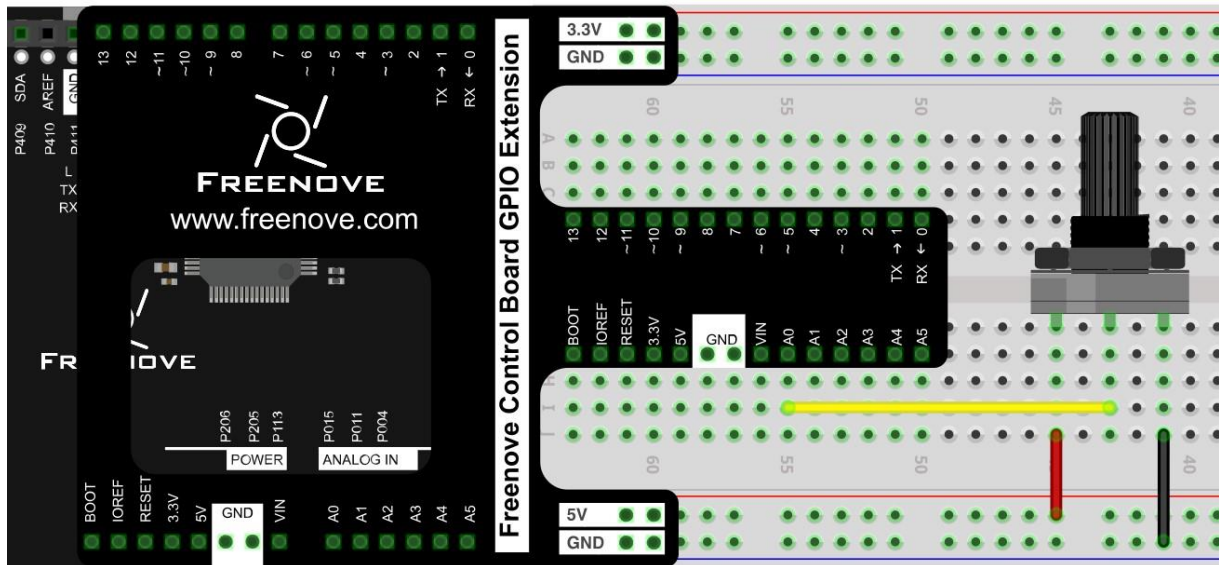 SDA
AREF
GND
P409
P410
P411
L
TX
RX
13
12
~11
~10
~ 9
8
7
~ 6
~ 5
4
~ 3
2
TX → 1
RX ← 0
FREENOVE
www.freenove.com
FREENOVE
P206
P205
P113
P015
P011
P004
POWER
ANALOG IN
BOOT
IOREF
RESET
3.3V
5V
GND
VIN
A0
A1
A2
A3
A4
A5
Freenove Control Board GPIO Extension
3.3V
GND
60
55
50
45
40
A
B
C
13
12
~11
~10
~ 9
8
7
~ 6
~ 5
4
~ 3
2
TX → 1
RX ← 0
BOOT
IOREF
RESET
3.3V
5V
GND
VIN
A0
A1
A2
A3
A4
A5
H
I
J
60
55
50
40
5V
GND